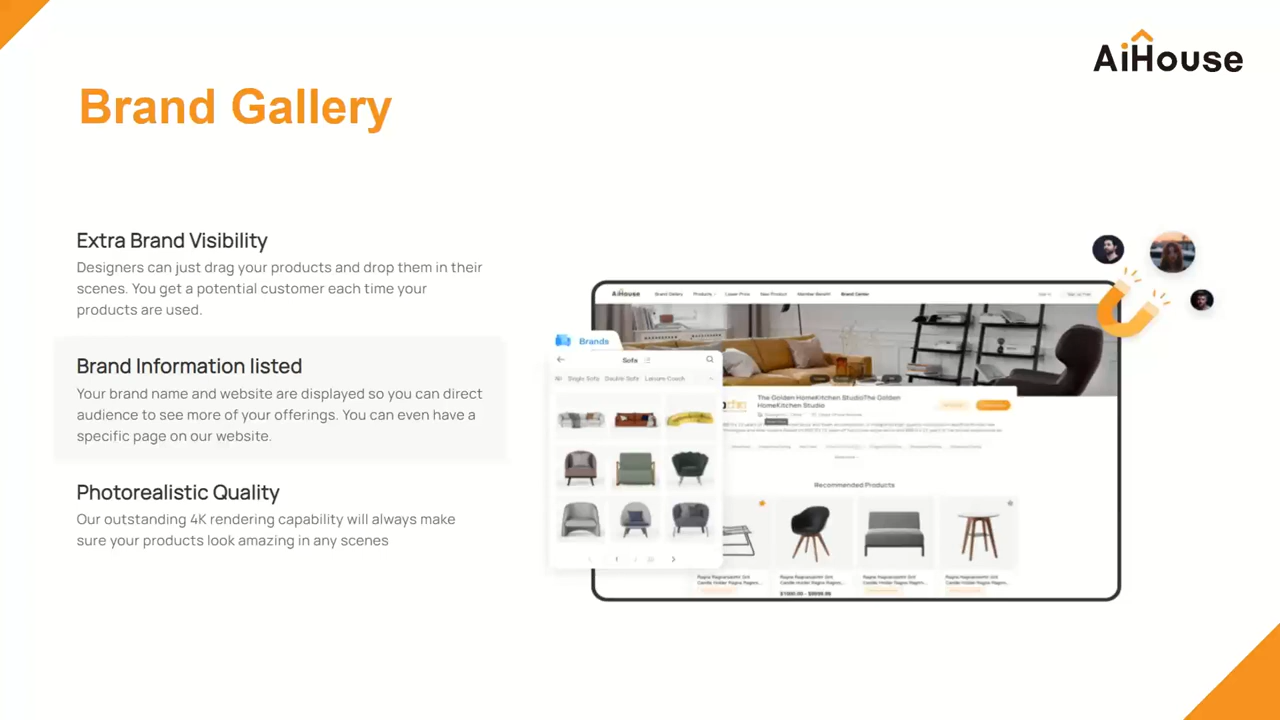 AiHouse
Brand Gallery
Extra Brand Visibility
Designers can just drag your products and drop them in their
scenes. You get a potential customer each time your
products are used.
Brand Information listed
Your brand name and website are displayed so you can direct
audience to see more of your offerings. You can even have a
specific page on our website.
Photorealistic Quality
Our outstanding 4K rendering capability will always make
sure your products look amazing in any scenes
AiHouse
Brand Gallery
Products
Lower Price
New Product
Member Benefit
Brand Center
Brands
Sofa
All
Single Sofa
Double Sofa
Leisure Couch
The Golden HomeKitchen StudioThe Golden
HomeKitchen Studio
Recommended Products